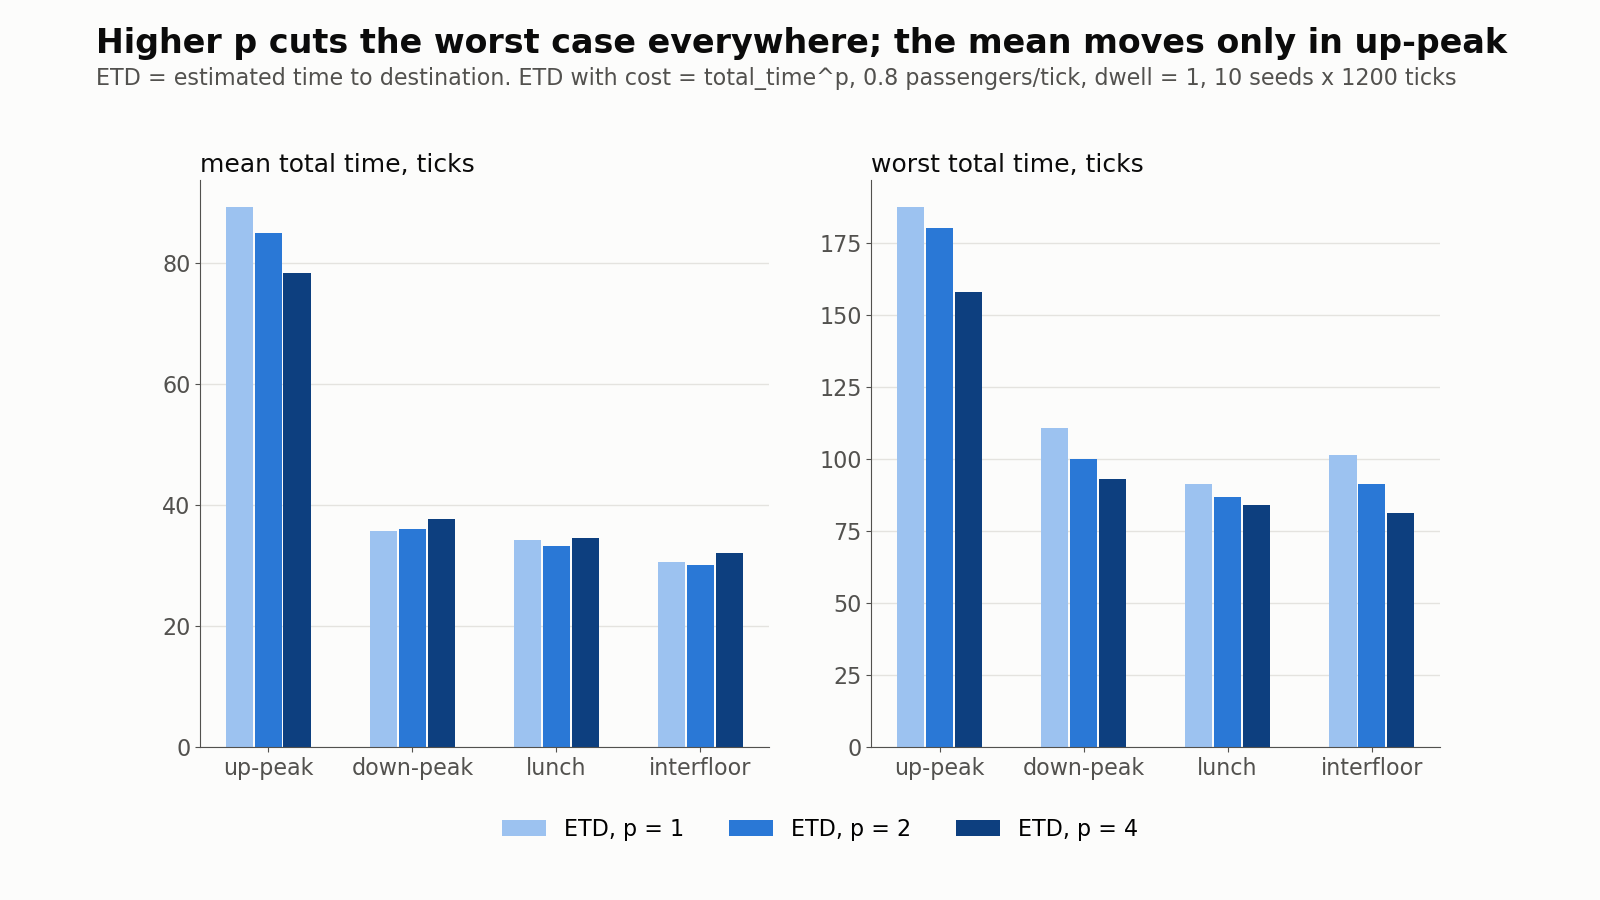 Higher p cuts the worst case everywhere; the mean moves only in up-peak
ETD = estimated time to destination. ETD with cost = total_time^p, 0.8 passengers/tick, dwell = 1, 10 seeds x 1200 ticks
mean total time, ticks
80
60
40
20
0
up-peak down-peak lunch interfloor
worst total time, ticks
175
150
125
100
75
50
25
0
up-peak down-peak lunch interfloor
ETD, p = 1 ETD, p = 2 ETD, p = 4